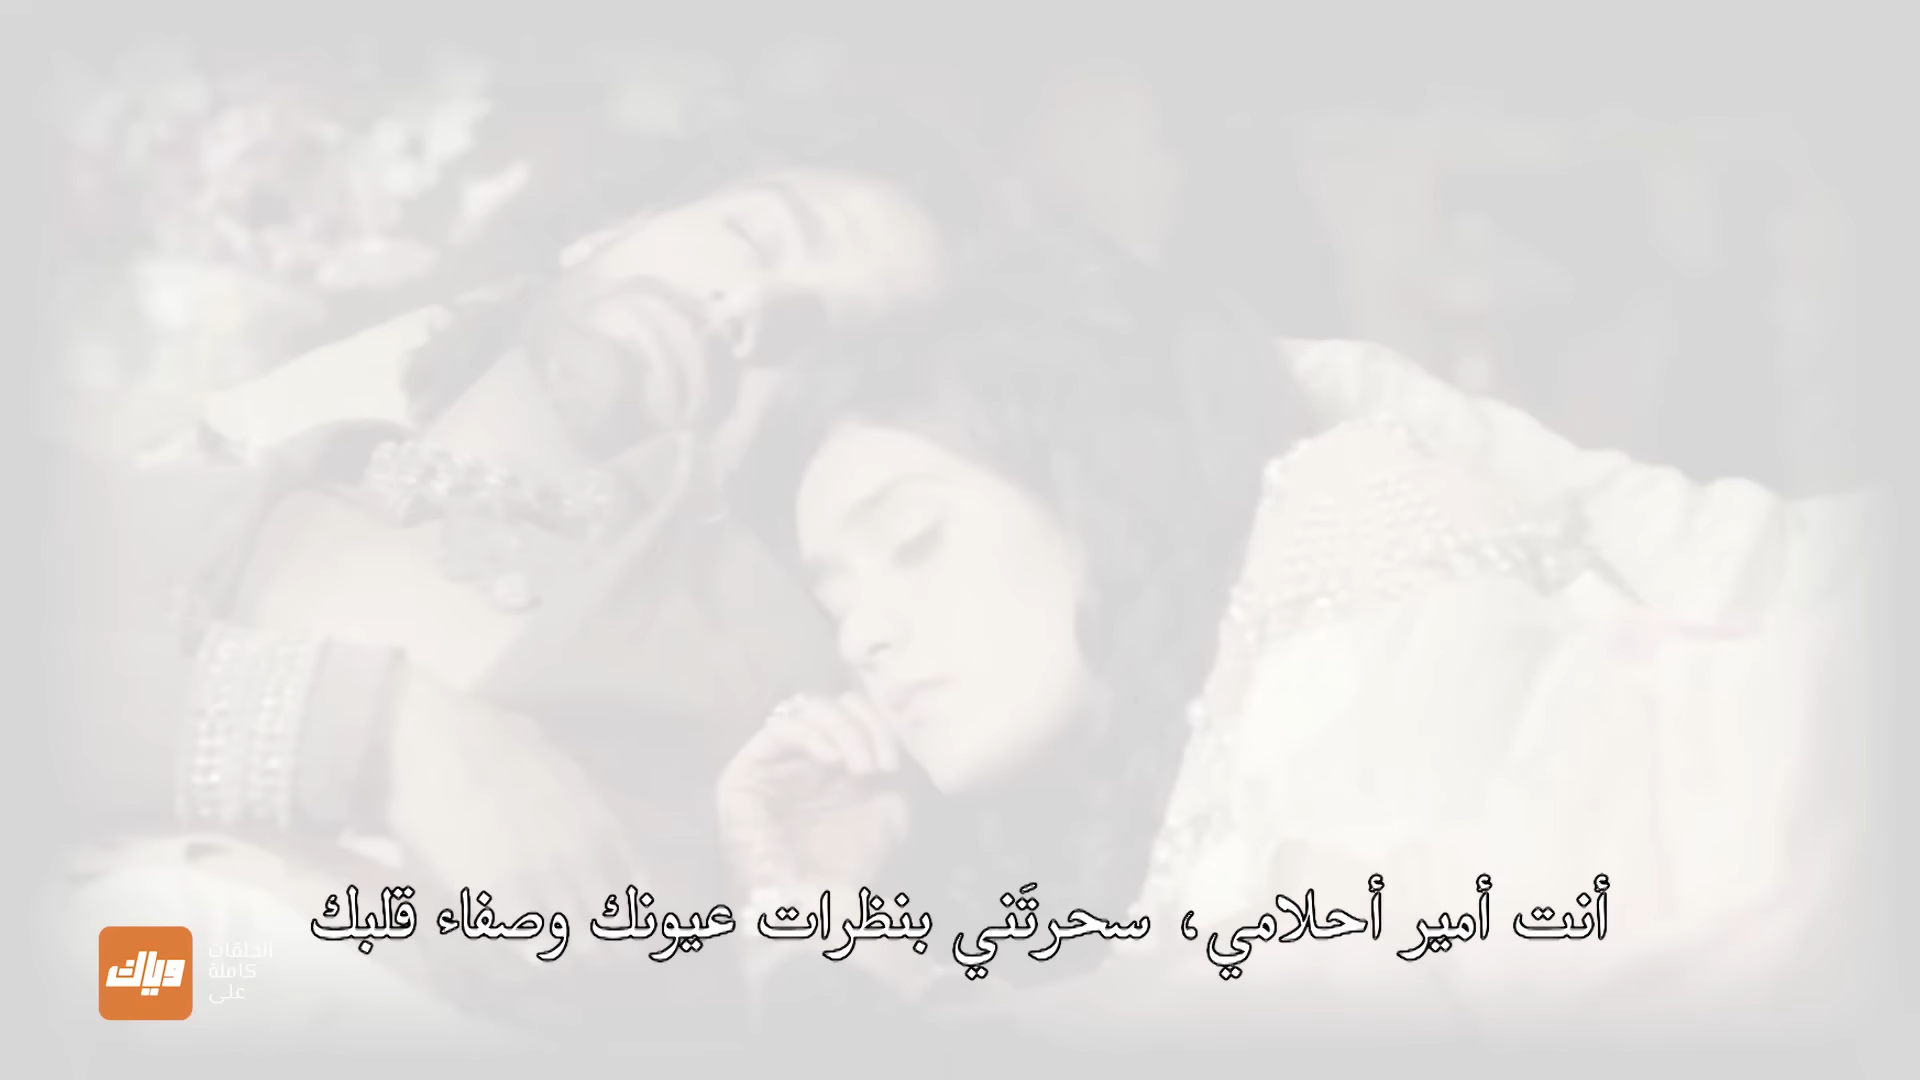 أنت أمير أحلامي، سحرتَني بنظرات عيونك وصفاء قلبك
وياك
الحلقات
كاملة
على